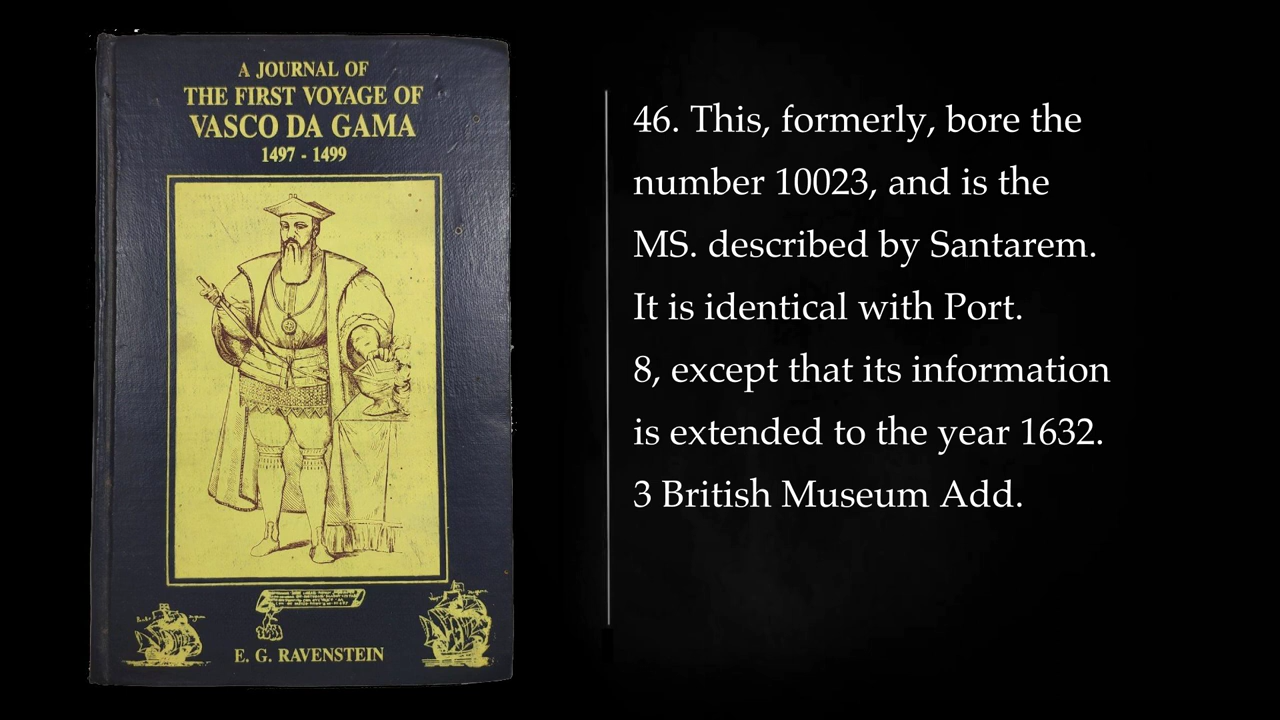 A JOURNAL OF
THE FIRST VOYAGE OF
VASCO DA GAMA
1497 - 1499
E. G. RAVENSTEIN
46. This, formerly, bore the
number 10023, and is the
MS. described by Santarem.
It is identical with Port.
8, except that its information
is extended to the year 1632.
3 British Museum Add.